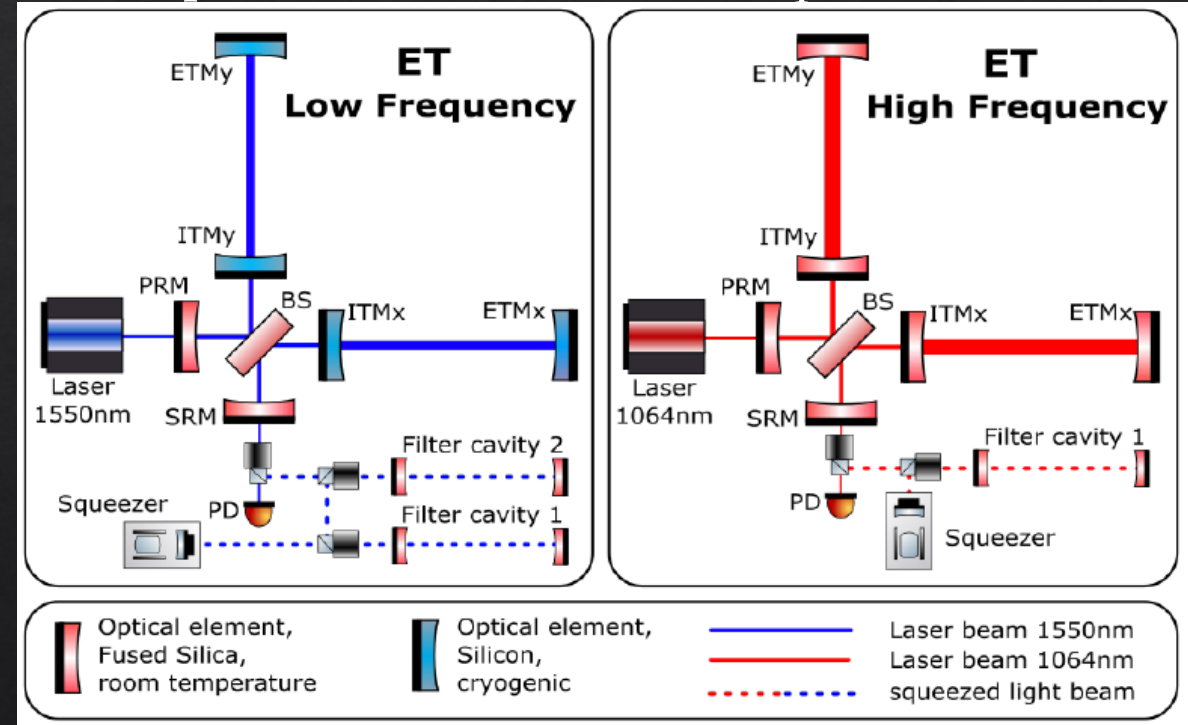 ET
Low Frequency
ETMy
ITMy
PRM
BS
ITMx
ETMx
Laser
1550nm
SRM
Filter cavity 2
Squeezer
PD
Filter cavity 1
ET
High Frequency
ETMy
ITMy
PRM
BS
ITMx
ETMx
Laser
1064nm
SRM
Filter cavity 1
PD
Squeezer
Optical element,
Fused Silica,
room temperature
Optical element,
Silicon,
cryogenic
Laser beam 1550nm
Laser beam 1064nm
squeezed light beam